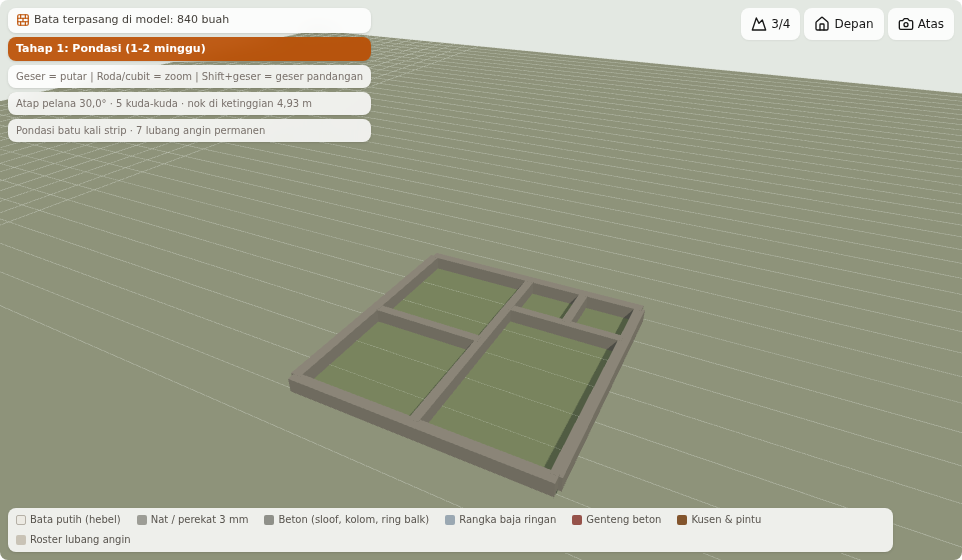 Bata terpasang di model: 840 buah
Tahap 1: Pondasi (1-2 minggu)
Geser = putar | Roda/cubit = zoom | Shift+geser = geser pandangan
Atap pelana 30,0° · 5 kuda-kuda · nok di ketinggian 4,93 m
Pondasi batu kali strip · 7 lubang angin permanen
3/4
Depan
Atas
Bata putih (hebel)
Nat / perekat 3 mm
Beton (sloof, kolom, ring balk)
Rangka baja ringan
Genteng beton
Kusen & pintu
Roster lubang angin